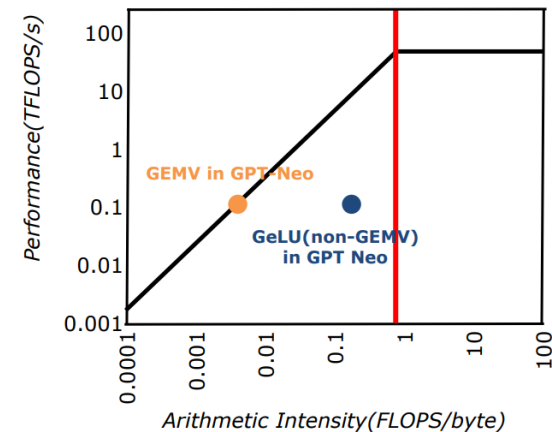 Performance(TFLOPS/s)
100
10
1
0.1
0.01
0.001
GEMV in GPT-Neo
GeLU(non-GEMV)
in GPT Neo
0.0001
0.001
0.01
0.1
1
10
100
Arithmetic Intensity(FLOPS/byte)